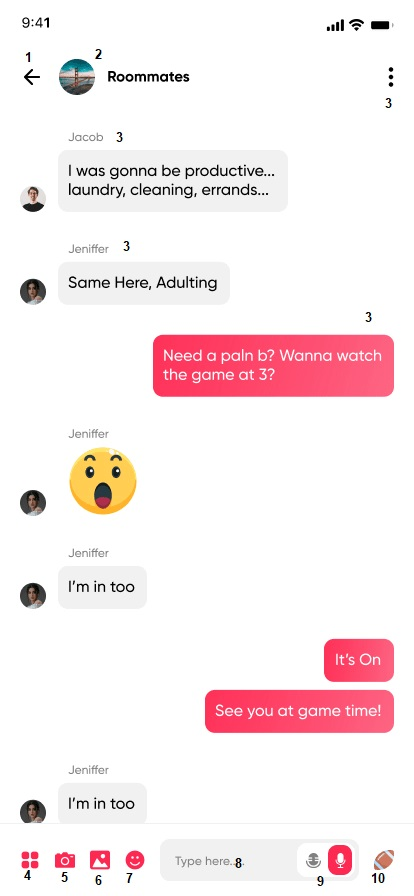 9:41
1
2
Roommates
3
Jacob 3
I was gonna be productive...
laundry, cleaning, errands...
Jeniffer 3
Same Here, Adulting
3
Need a paln b? Wanna watch
the game at 3?
Jeniffer
Jeniffer
I'm in too
It's On
See you at game time!
Jeniffer
I'm in too
Type here....
4
5
6
7
8
9
10